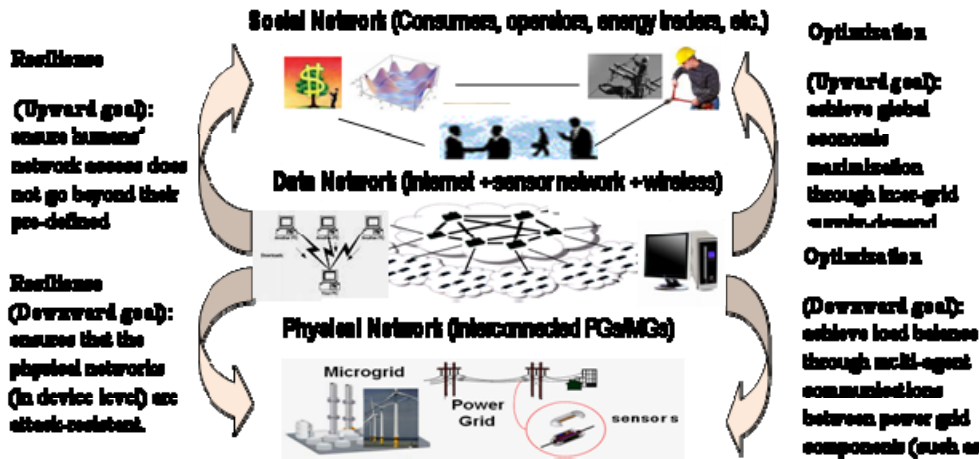 Social Network (Consumers, operators, energy traders, etc.)
Resilience
(Upward goal):
ensure humans'
network access does
not go beyond their
pre-defined
Optimization
(Upward goal):
achieve global
economic
maximization
through inter-grid
supply-demand
Data Network (Internet + sensor network + wireless)
Resilience
(Downward goal):
ensures that the
physical networks
(in device level) are
attack-resistant.
Optimization
(Downward goal):
achieve load balance
through multi-agent
communications
between power grid
components (such as
Physical Network (interconnected PGs/MGs)
Microgrid
Power
Grid
sensors